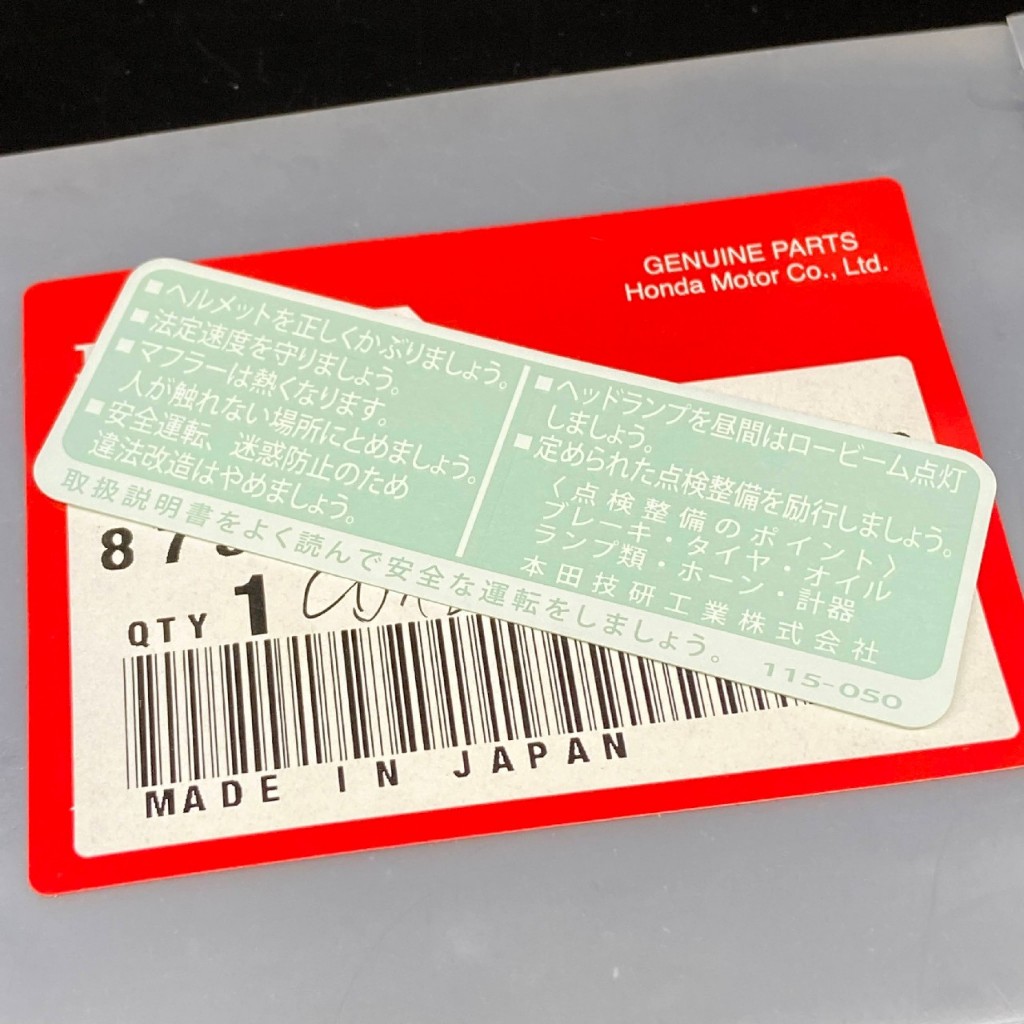 GENUINE PARTS
Honda Motor Co., Ltd.
■ヘルメットを正しくかぶりましょう。
■法定速度を守りましょう。
■マフラーは熱くなります。
人が触れない場所にとめましょう。
■安全運転、迷惑防止のため
違法改造はやめましょう。
■ヘッドランプを昼間はロービーム点灯
しましょう。
■定められた点検整備を励行しましょう。
〈点検整備のポイント〉
ブレーキ・タイヤ・オイル
ランプ類・ホーン・計器
本田技研工業株式会社
取扱説明書をよく読んで安全な運転をしましょう。 115-050
QTY 1
MADE IN JAPAN